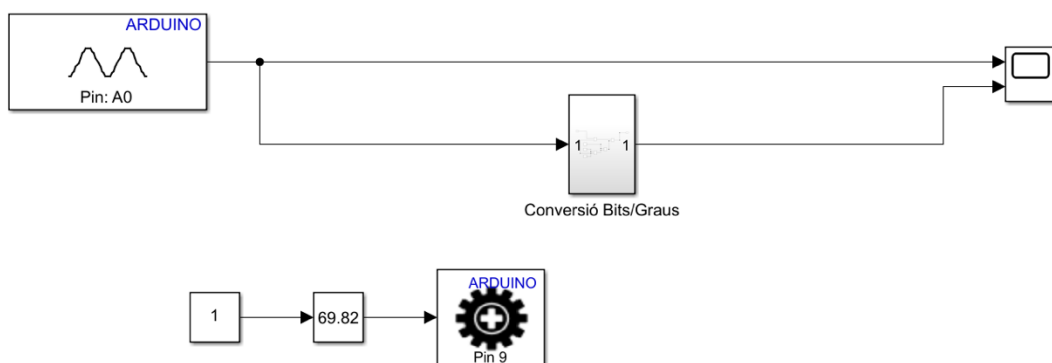 ARDUINO
Pin: A0
1 1
Conversió Bits/Graus
1
69.82
ARDUINO
Pin 9